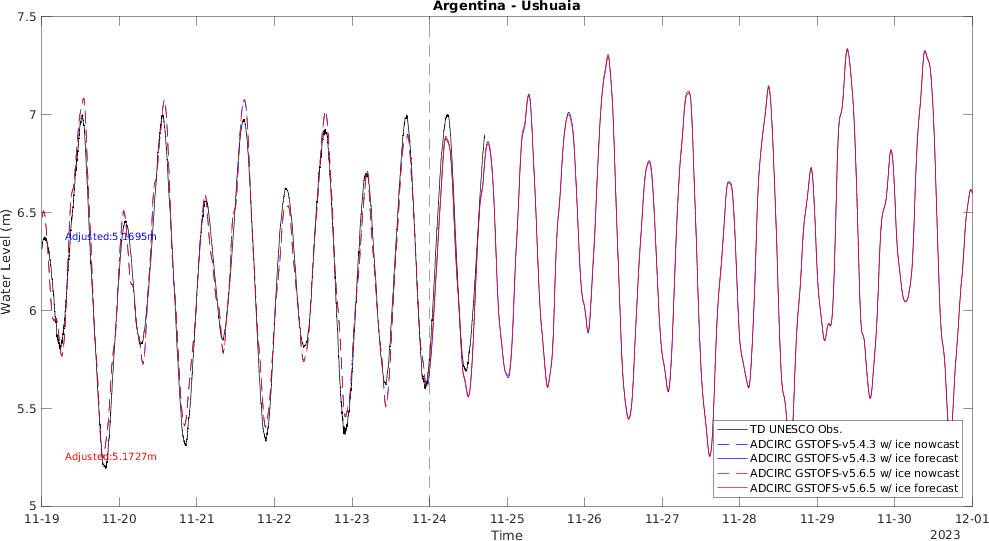 Argentina - Ushuaia
7.5
7
6.5
6
5.5
5
Water Level (m)
Adjusted:5.1695m
Adjusted:5.1727m
TD UNESCO Obs.
ADCIRC GSTOFS-v5.4.3 w/ ice nowcast
ADCIRC GSTOFS-v5.4.3 w/ ice forecast
ADCIRC GSTOFS-v5.6.5 w/ ice nowcast
ADCIRC GSTOFS-v5.6.5 w/ ice forecast
11-19 11-20 11-21 11-22 11-23 11-24 11-25 11-26 11-27 11-28 11-29 11-30 12-01
Time
2023